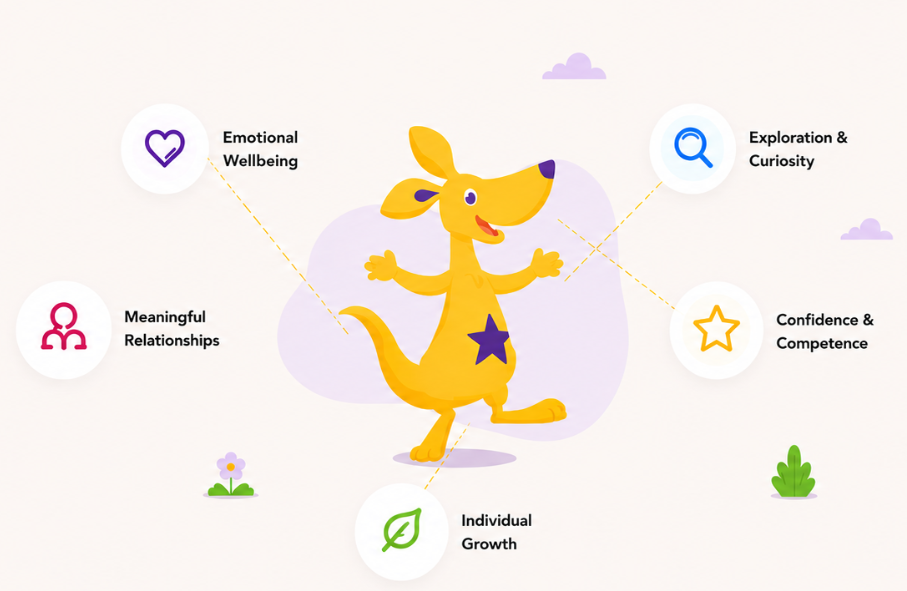 Emotional
Wellbeing
Exploration &
Curiosity
Meaningful
Relationships
Confidence &
Competence
Individual
Growth